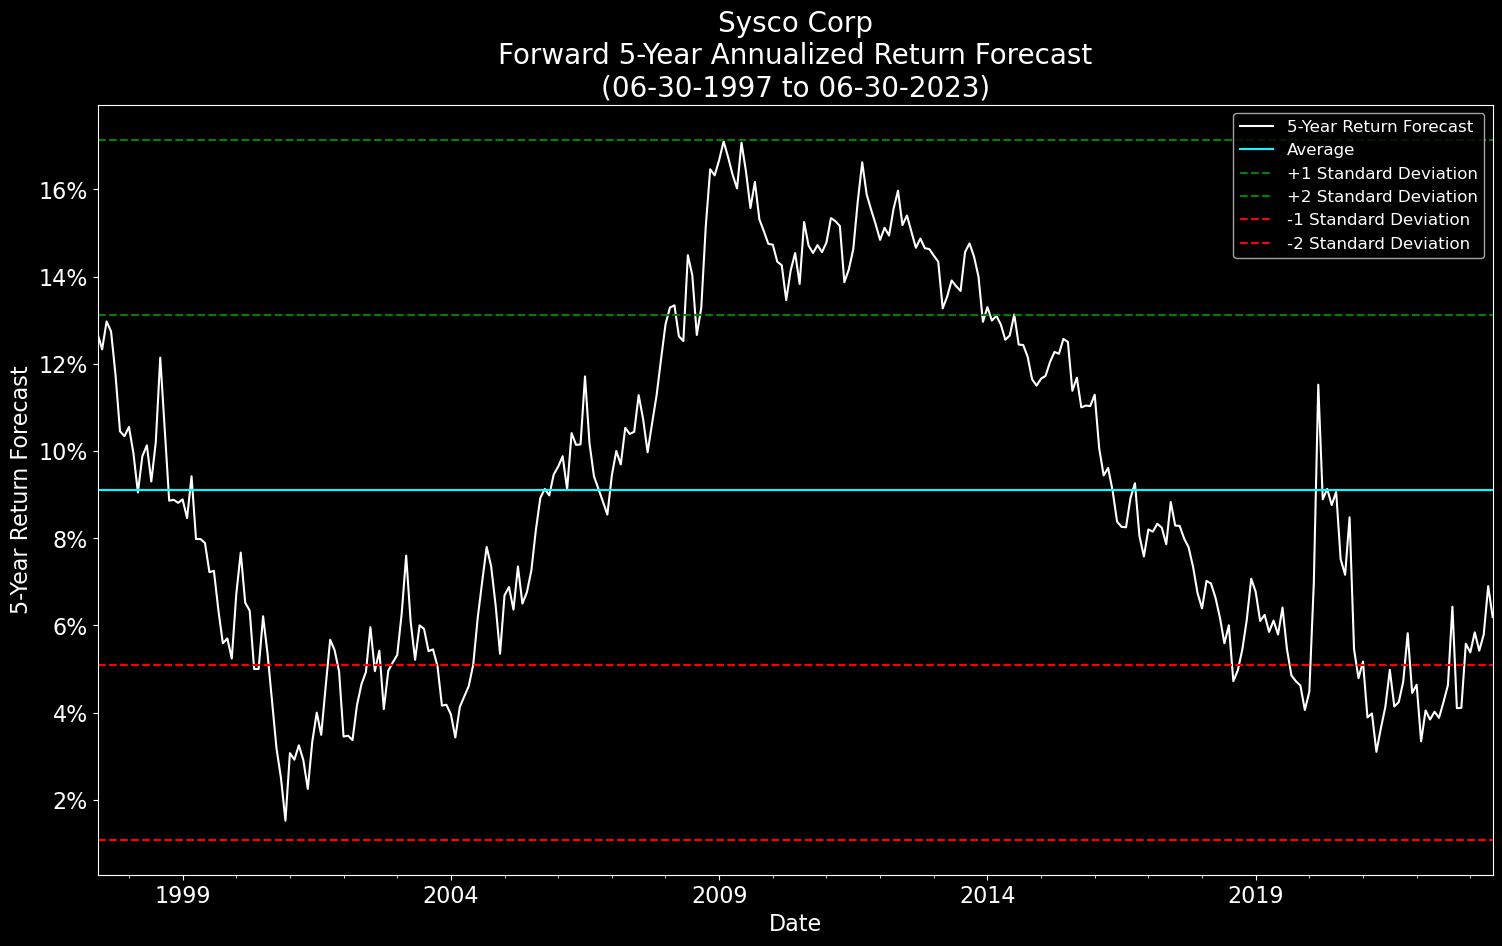 Sysco Corp
Forward 5-Year Annualized Return Forecast
(06-30-1997 to 06-30-2023)
5-Year Return Forecast
Average
+1 Standard Deviation
+2 Standard Deviation
-1 Standard Deviation
-2 Standard Deviation
5-Year Return Forecast
16%
14%
12%
10%
8%
6%
4%
2%
1999 2004 2009 2014 2019
Date